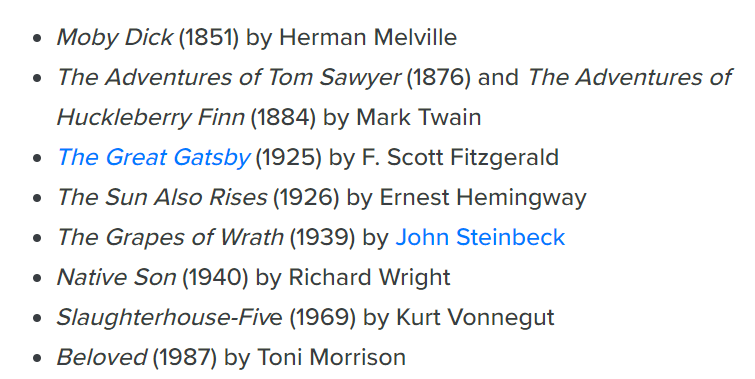 • Moby Dick (1851) by Herman Melville
• The Adventures of Tom Sawyer (1876) and The Adventures of
Huckleberry Finn (1884) by Mark Twain
• The Great Gatsby (1925) by F. Scott Fitzgerald
• The Sun Also Rises (1926) by Ernest Hemingway
• The Grapes of Wrath (1939) by John Steinbeck
• Native Son (1940) by Richard Wright
• Slaughterhouse-Five (1969) by Kurt Vonnegut
• Beloved (1987) by Toni Morrison